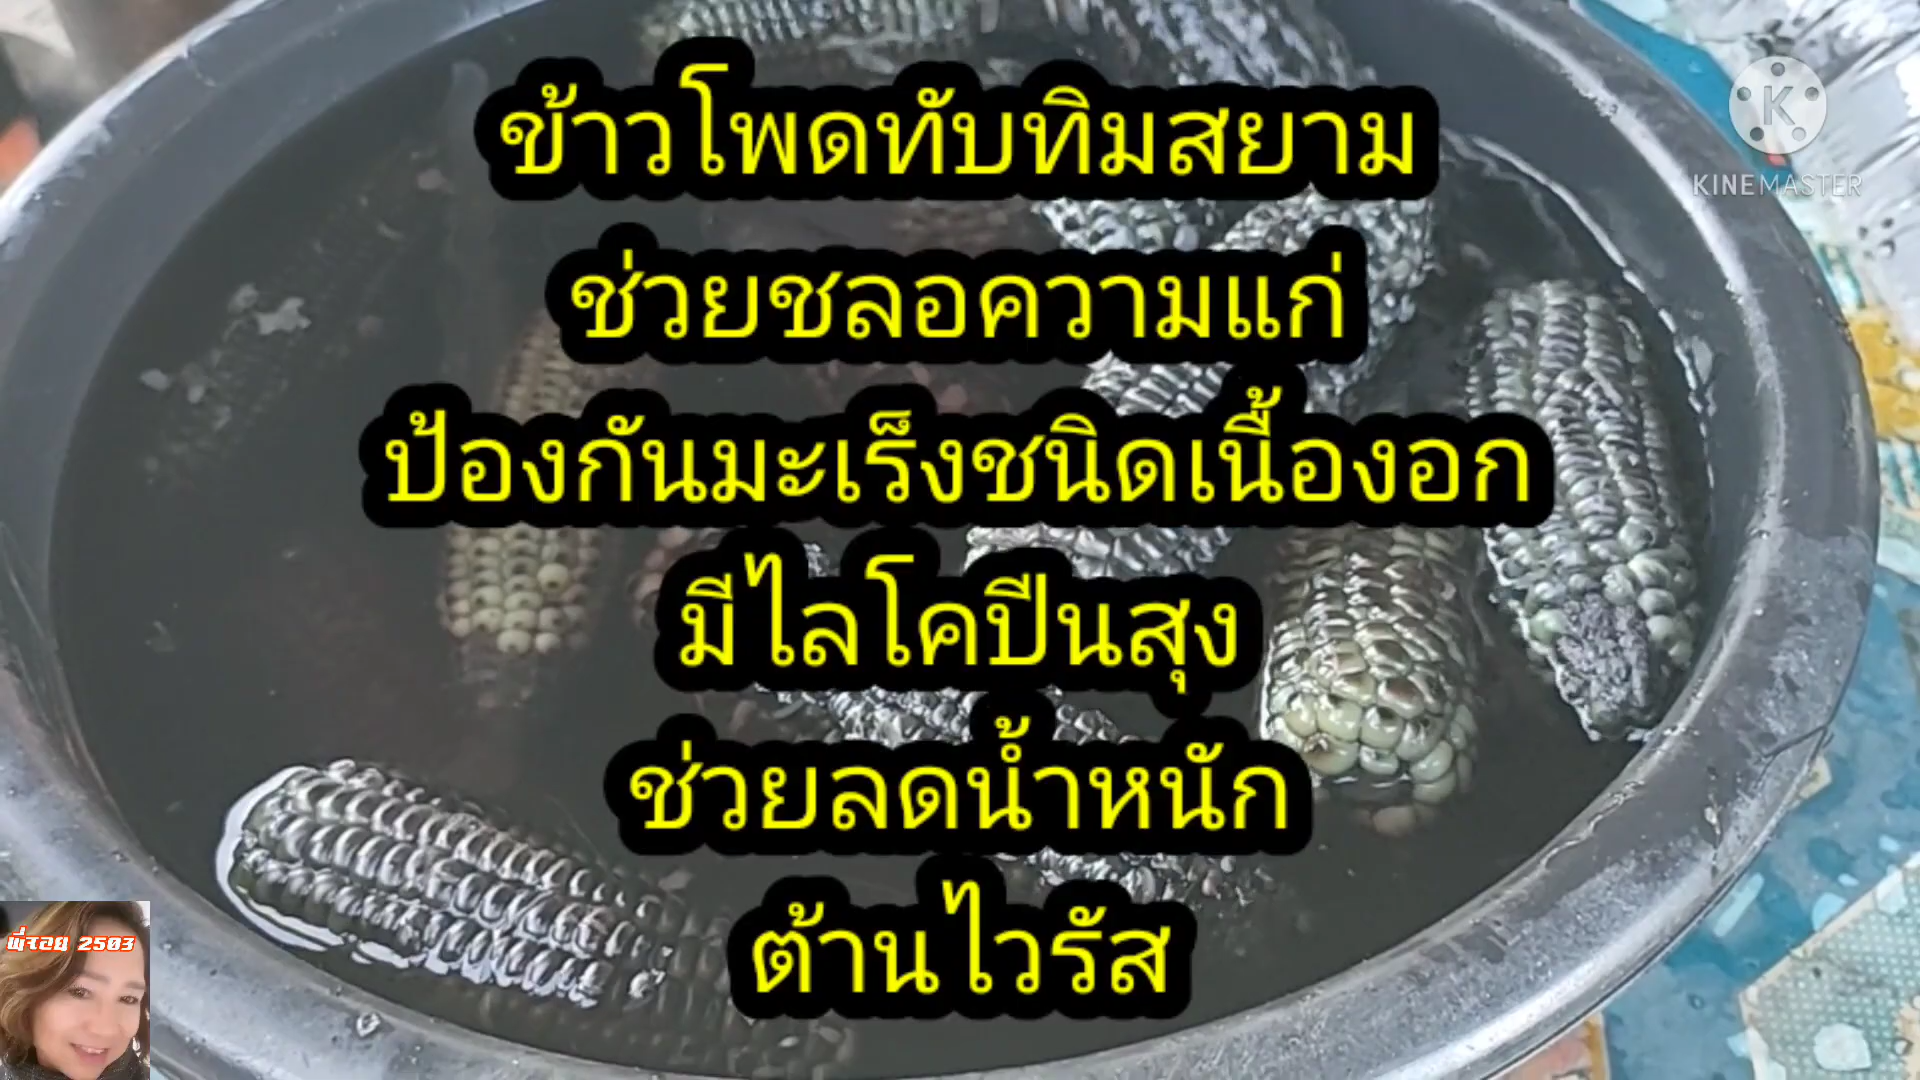 ข้าวโพดทับทิมสยาม
ช่วยชลอความแก่
ป้องกันมะเร็งชนิดเนื้องอก
มีไลโคปีนสุง
ช่วยลดน้ำหนัก
ต้านไวรัส
K
KINEMASTER
พี่จอย 2503